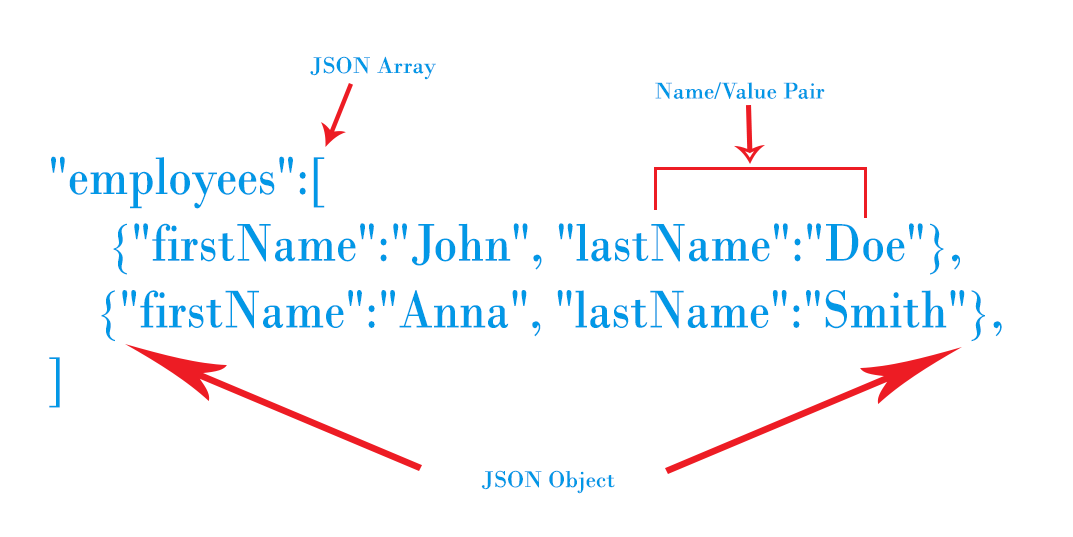 JSON Array
Name/Value Pair
"employees":[
{"firstName":"John", "lastName":"Doe"},
{"firstName":"Anna", "lastName":"Smith"},
]
JSON Object